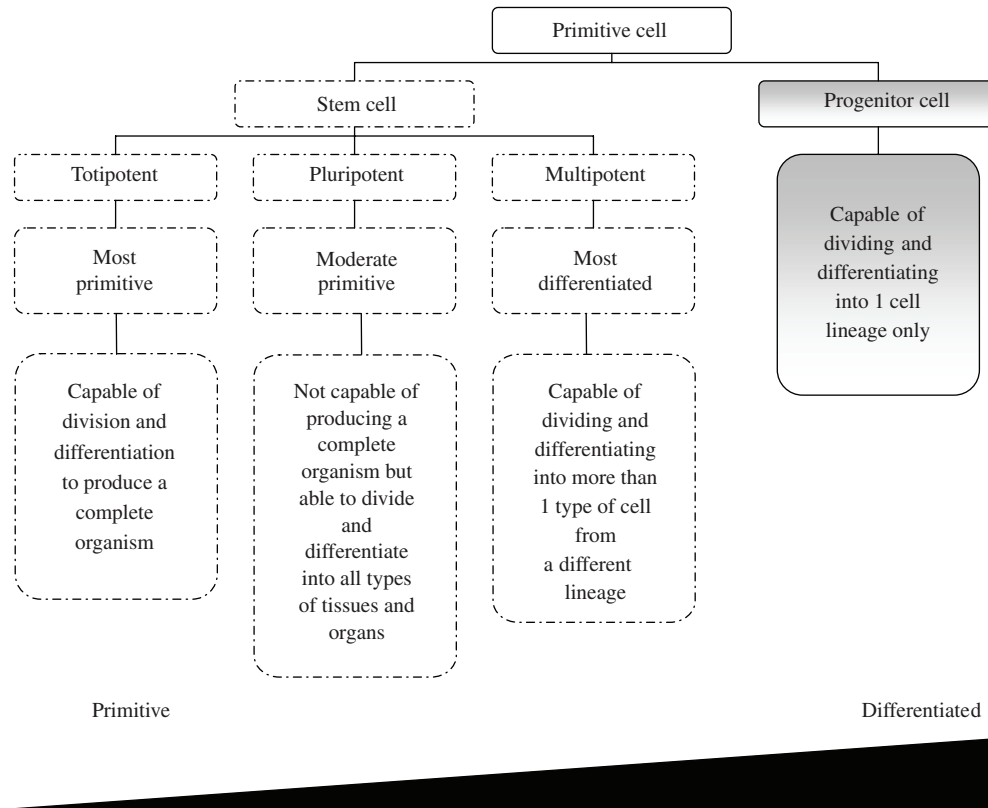 Primitive cell
Stem cell
Progenitor cell
Totipotent
Pluripotent
Multipotent
Most
primitive
Moderate
primitive
Most
differentiated
Capable of
dividing and
differentiating
into 1 cell
lineage only
Capable of
division and
differentiation
to produce a
complete
organism
Not capable of
producing a
complete
organism but
able to divide
and
differentiate
into all types
of tissues and
organs
Capable of
dividing and
differentiating
into more than
1 type of cell
from
a different
lineage
Primitive
Differentiated